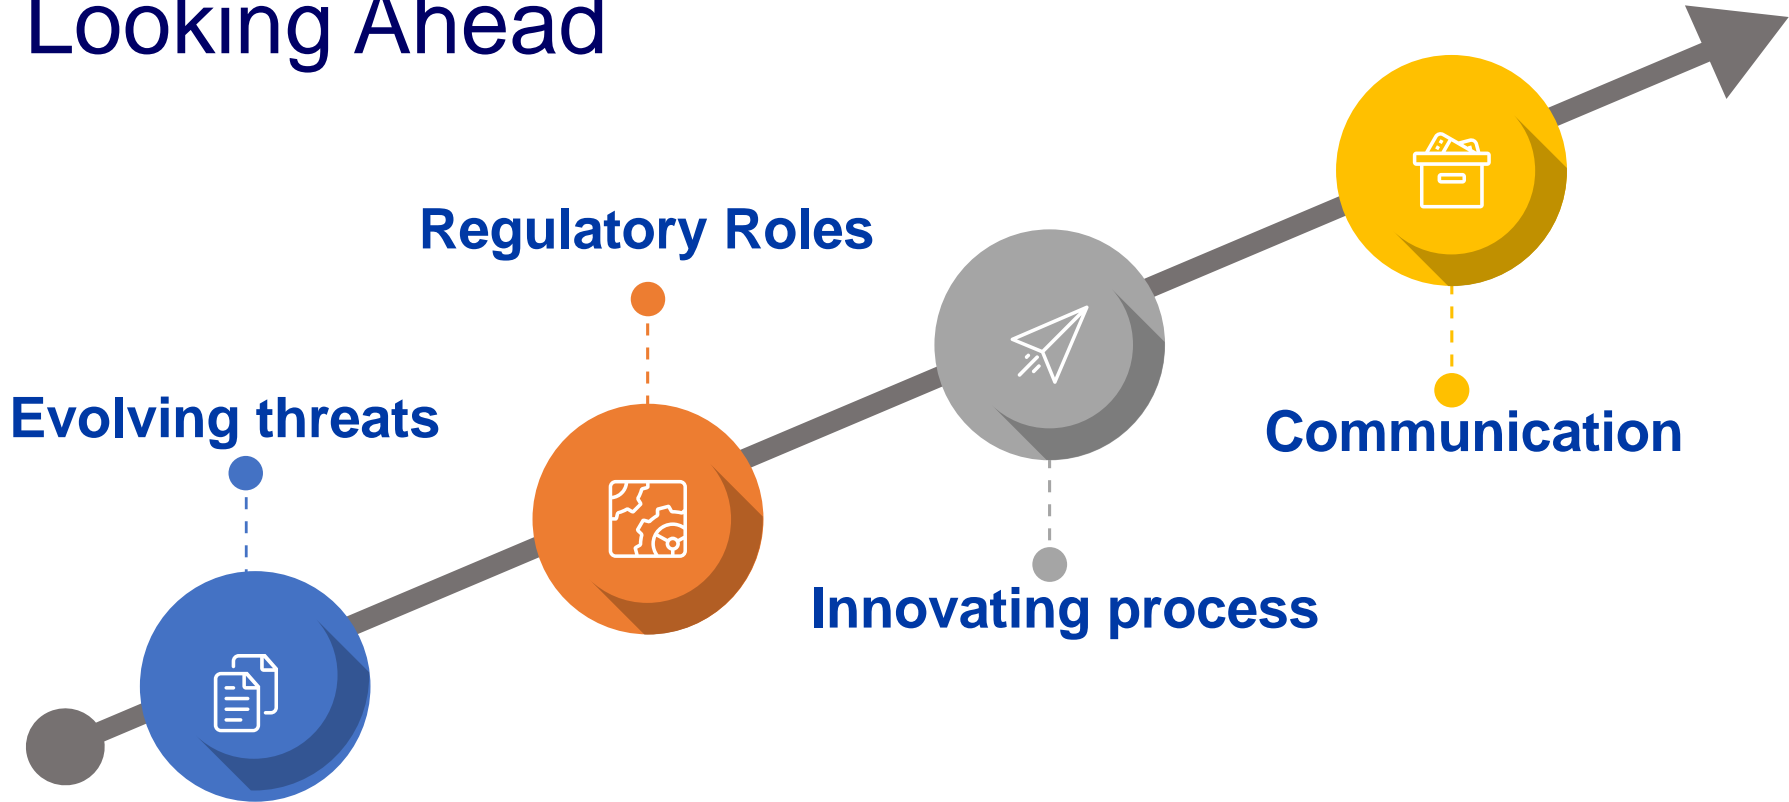 Looking Ahead
Regulatory Roles
Evolving threats
Communication
Innovating process